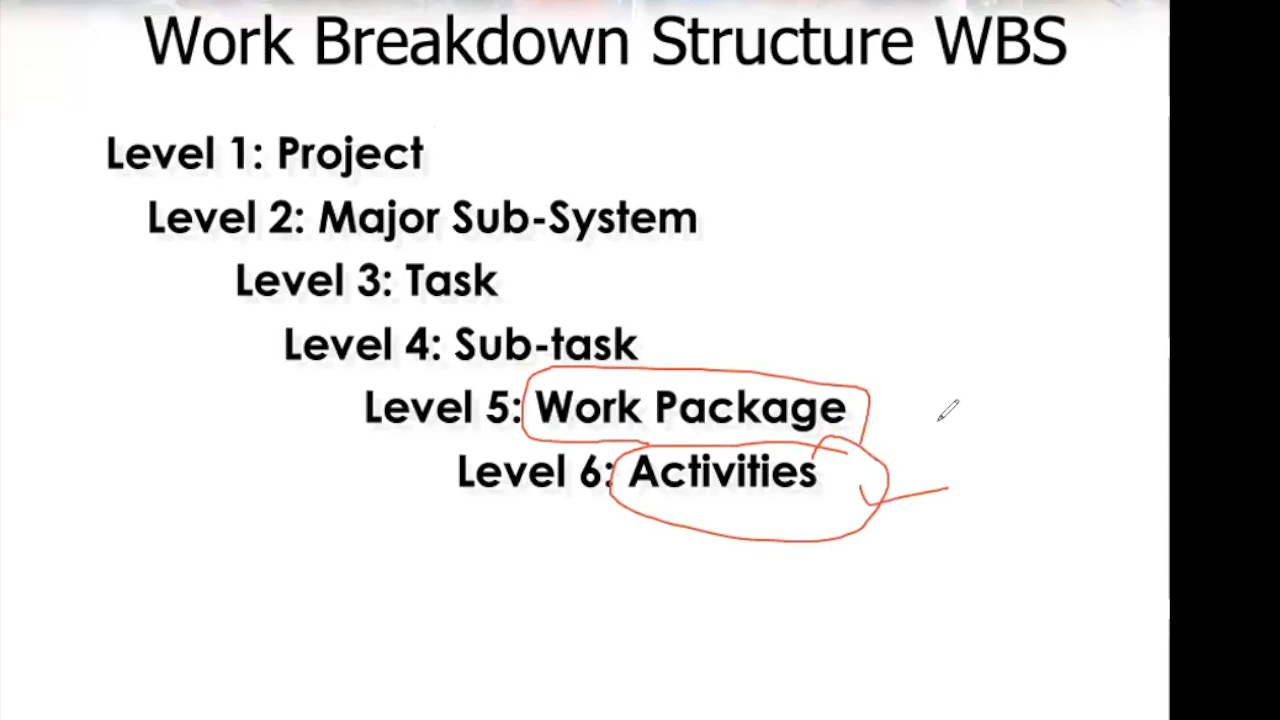 Work Breakdown Structure WBS
Level 1: Project
Level 2: Major Sub-System
Level 3: Task
Level 4: Sub-task
Level 5: Work Package
Level 6: Activities